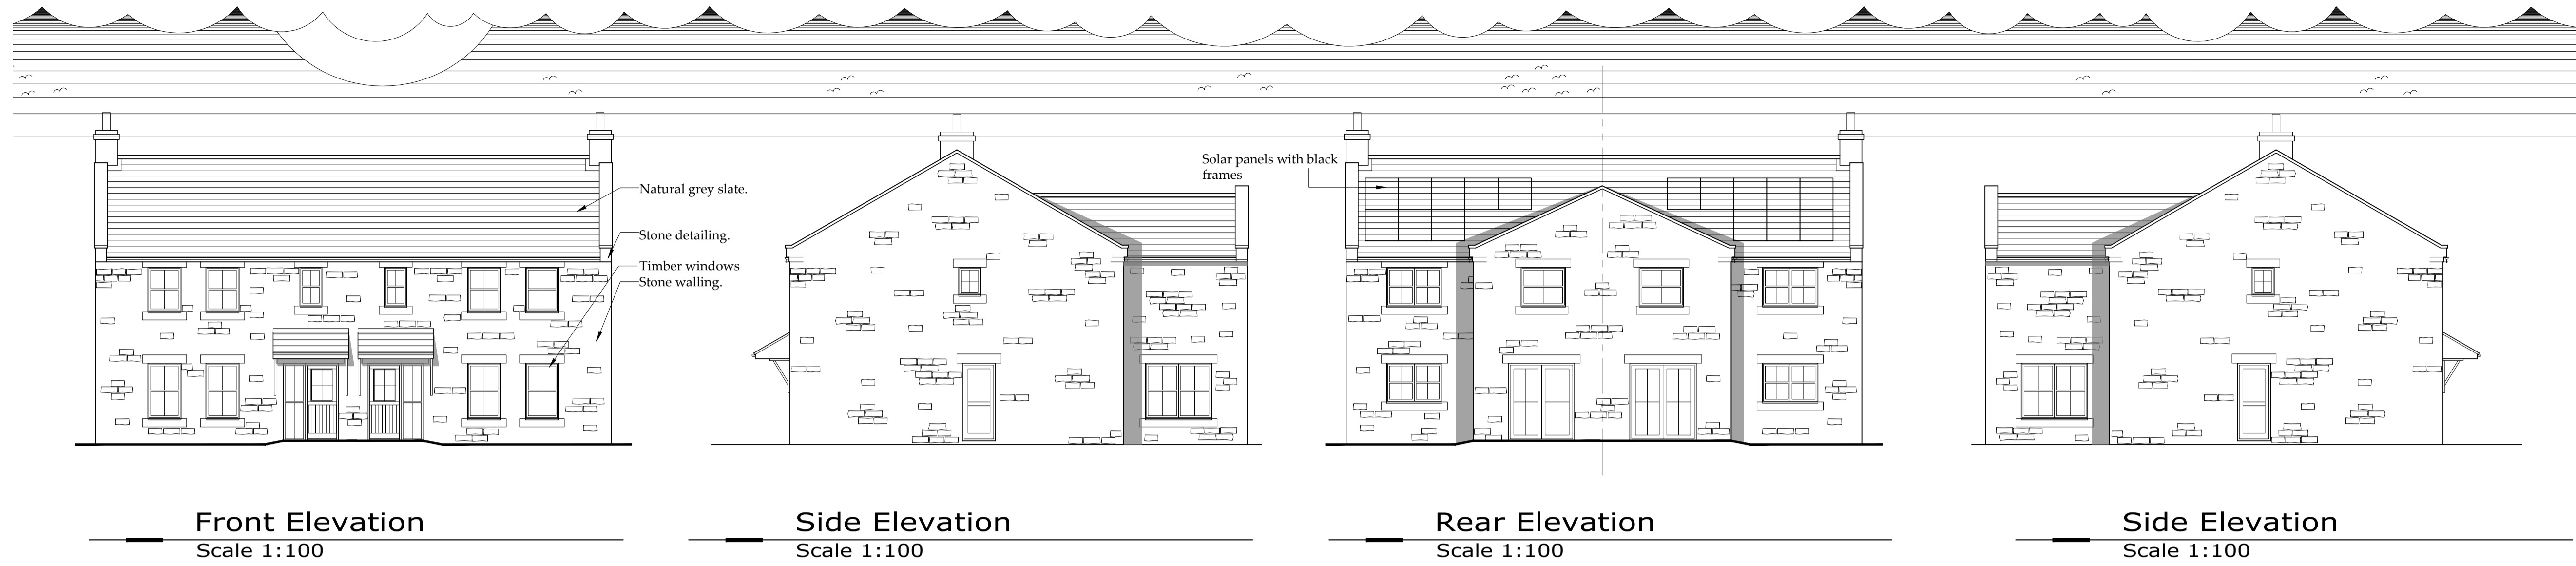 Natural grey slate.
Stone detailing.
Timber windows
Stone walling.
Solar panels with black
frames
Front Elevation
Scale 1:100
Side Elevation
Scale 1:100
Rear Elevation
Scale 1:100
Side Elevation
Scale 1:100